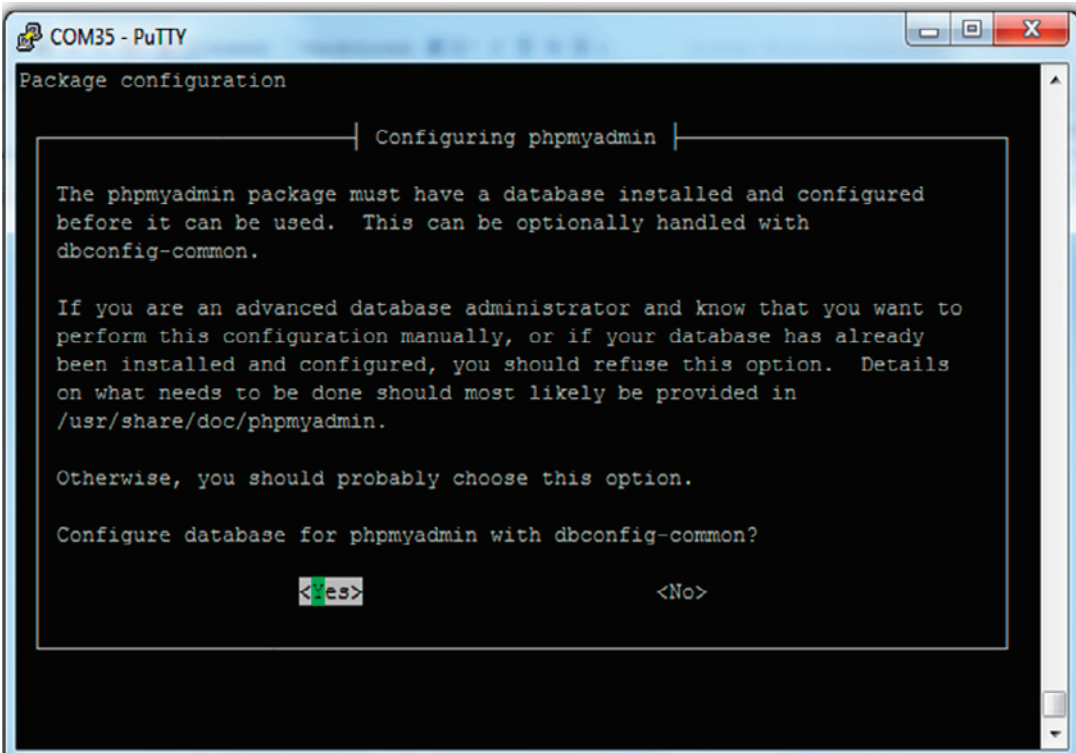 COM35 - PuTTY
Package configuration
Configuring phpmyadmin
The phpmyadmin package must have a database installed and configured
before it can be used.  This can be optionally handled with
dbconfig-common.
If you are an advanced database administrator and know that you want to
perform this configuration manually, or if your database has already
been installed and configured, you should refuse this option.  Details
on what needs to be done should most likely be provided in
/usr/share/doc/phpmyadmin.
Otherwise, you should probably choose this option.
Configure database for phpmyadmin with dbconfig-common?
<Yes> <No>